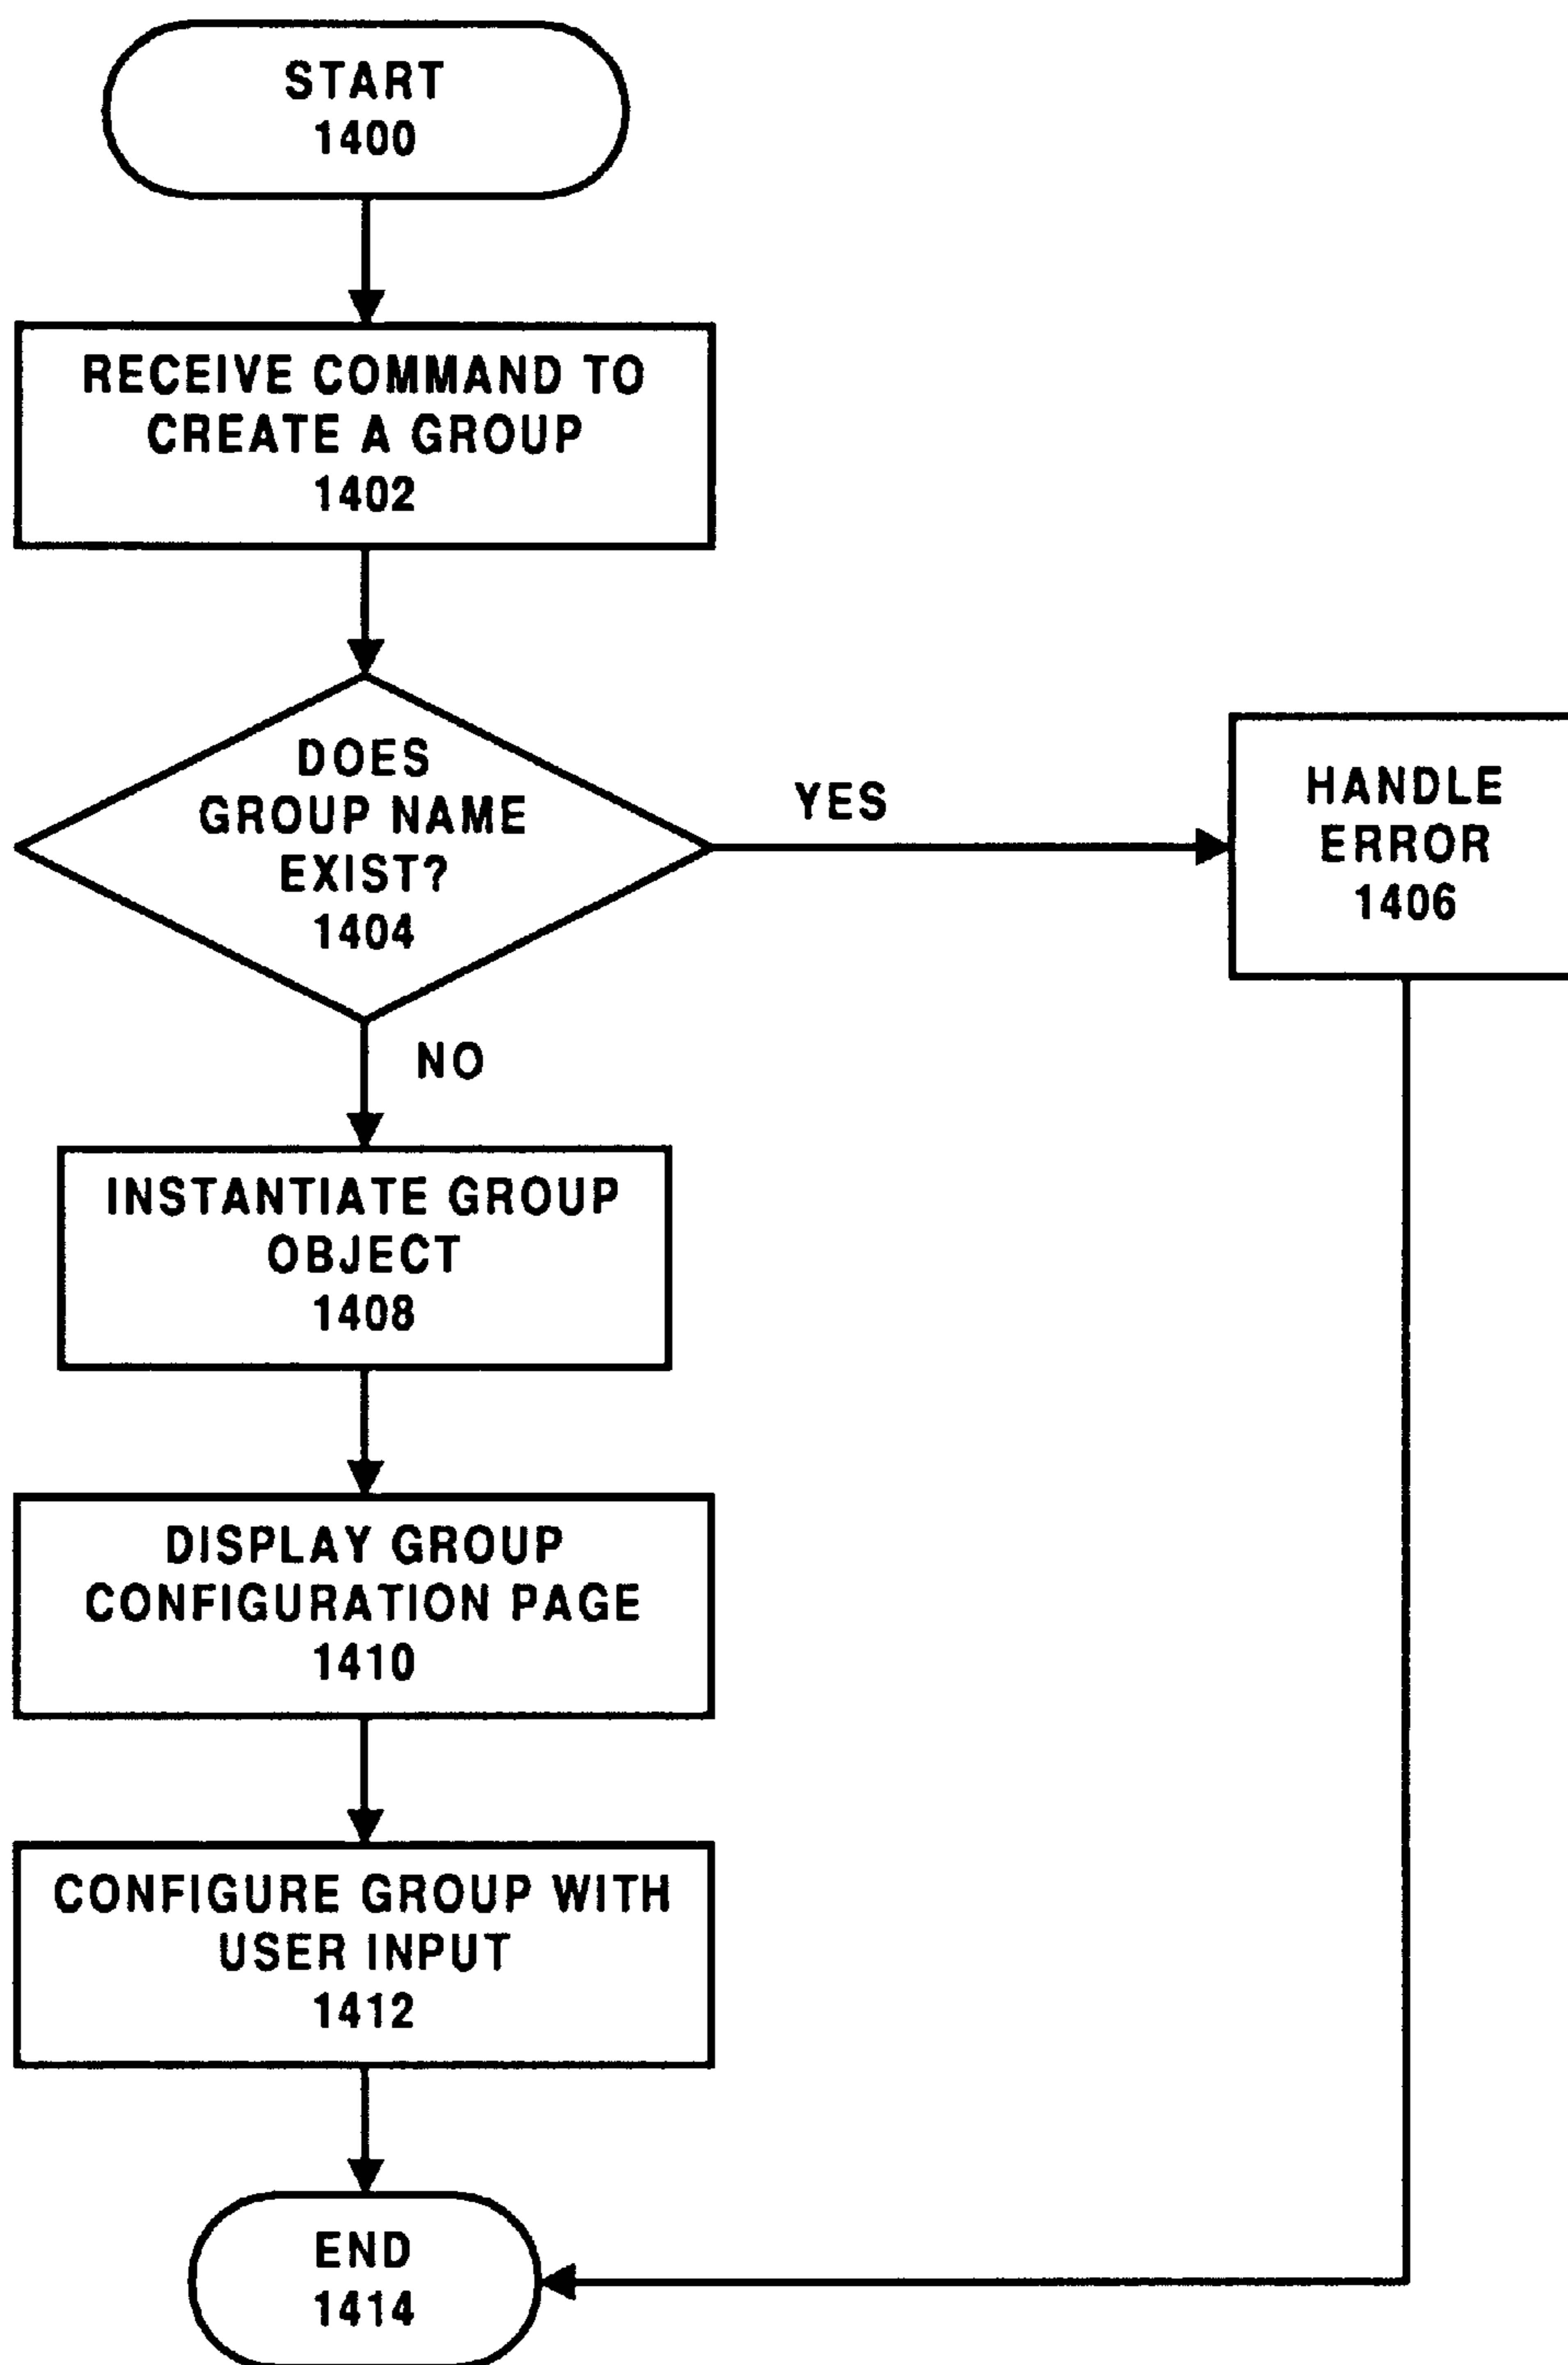 START
1400
RECEIVE COMMAND TO
CREATE A GROUP
1402
DOES
GROUP NAME
EXIST?
1404
YES
HANDLE
ERROR
1406
NO
INSTANTIATE GROUP
OBJECT
1408
DISPLAY GROUP
CONFIGURATION PAGE
1410
CONFIGURE GROUP WITH
USER INPUT
1412
END
1414